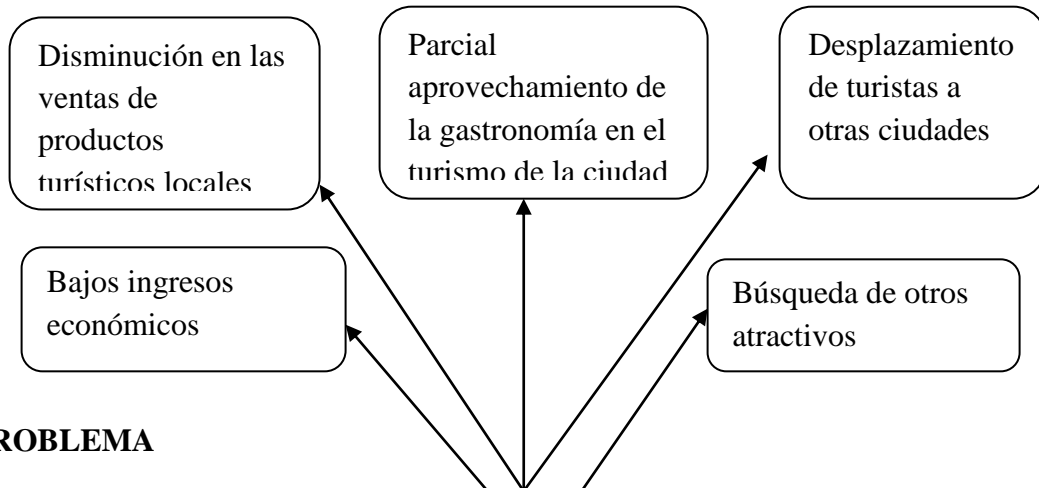 Disminución en las
ventas de
productos
turísticos locales
Parcial
aprovechamiento de
la gastronomía en el
turismo de la ciudad
Desplazamiento
de turistas a
otras ciudades
Bajos ingresos
económicos
Búsqueda de otros
atractivos
ROBLEMA